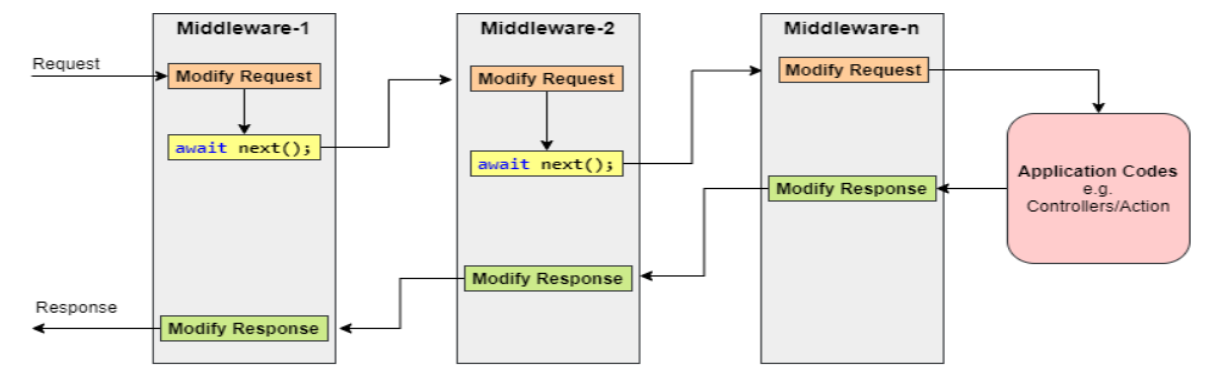 Middleware-1
Middleware-2
Middleware-n
Request
Modify Request
Modify Request
Modify Request
await next();
await next();
Application Codes
e.g.
Controllers/Action
Modify Response
Modify Response
Response
Modify Response